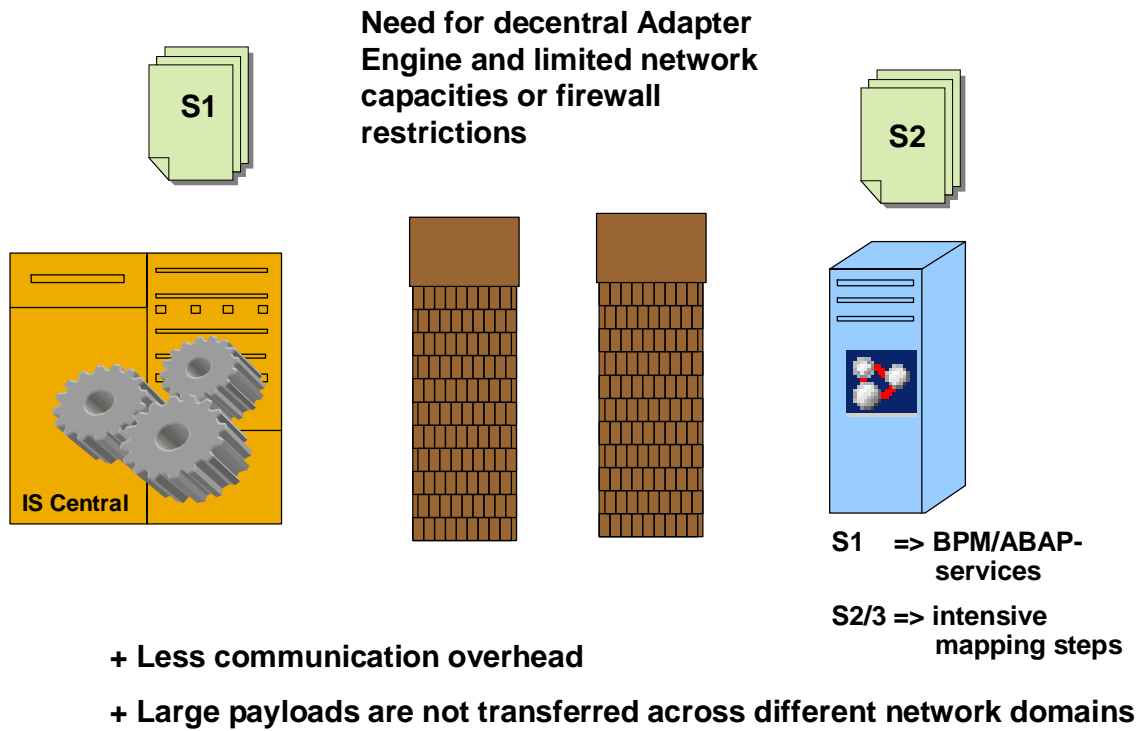 Need for decentral Adapter
Engine and limited network
capacities or firewall
restrictions
S1
S2
IS Central
S1 => BPM/ABAP-
services
S2/3 => intensive
mapping steps
+ Less communication overhead
+ Large payloads are not transferred across different network domains